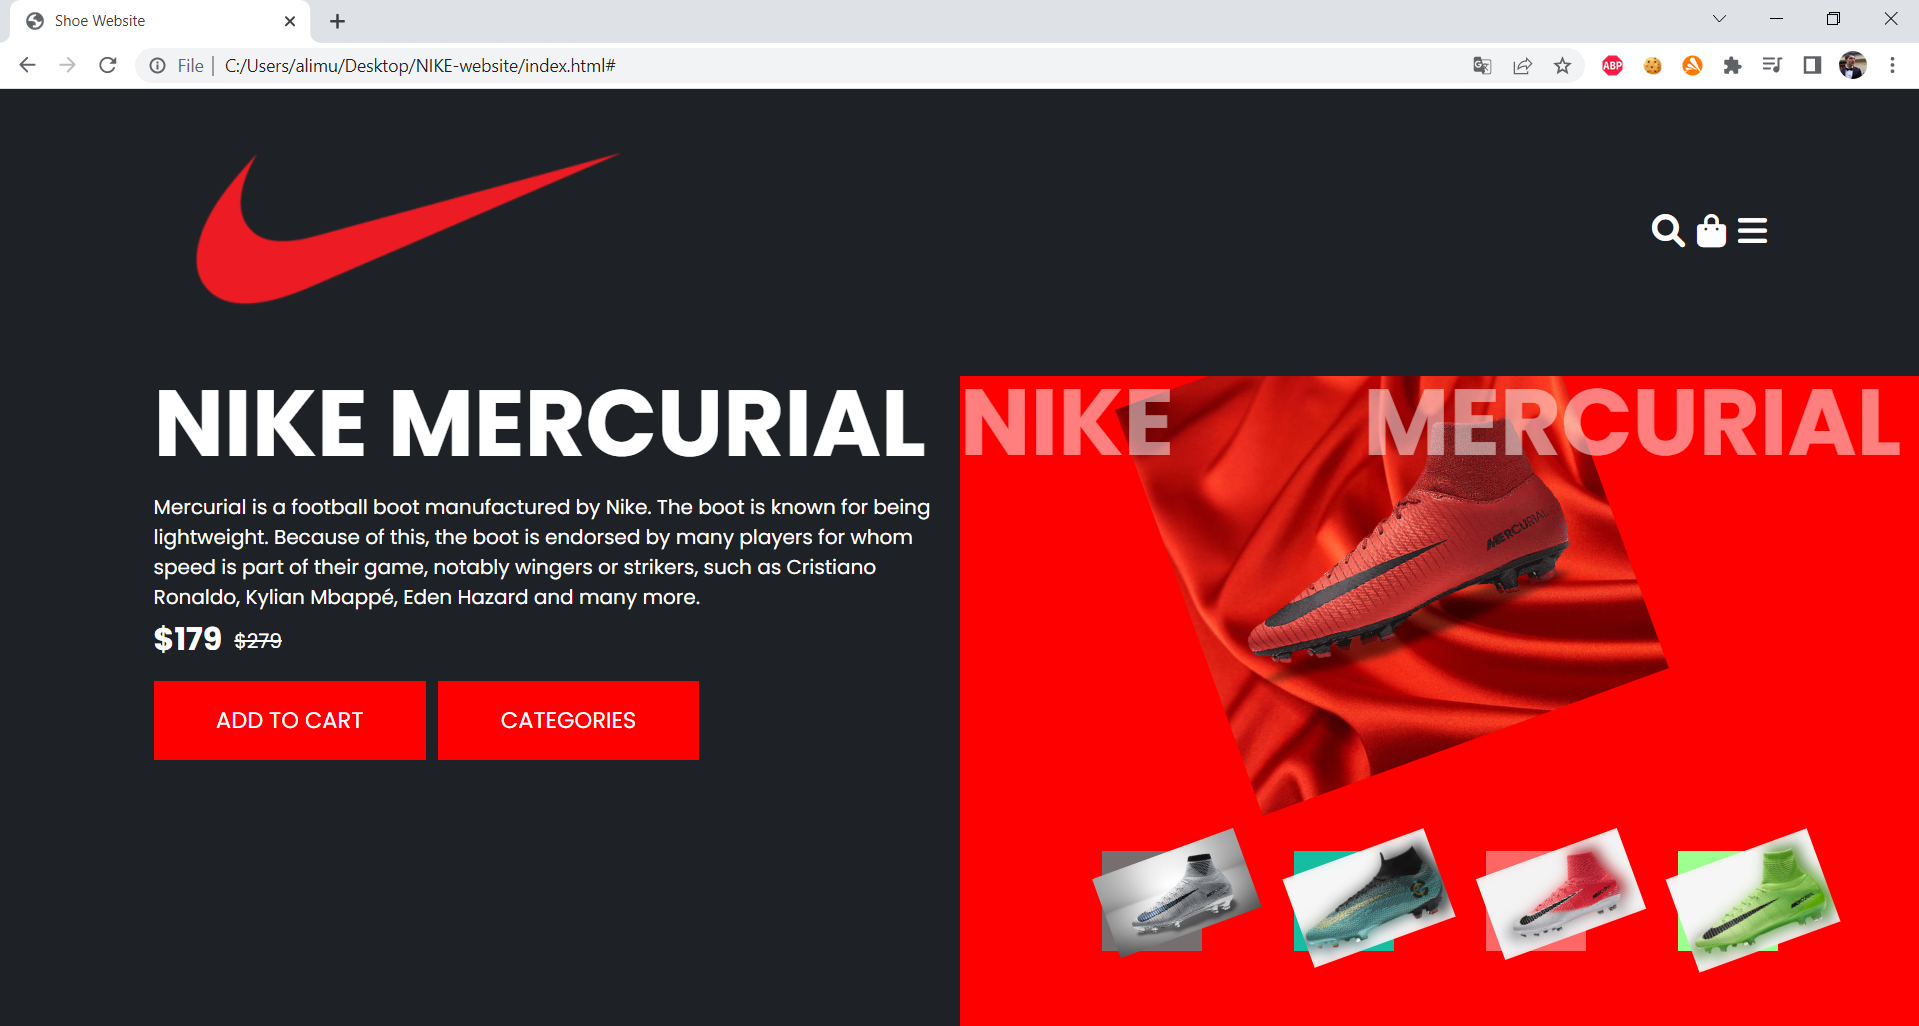 Shoe Website
File | C:/Users/alimu/Desktop/NIKE-website/index.html#
ABP
NIKE MERCURIAL
NIKE MERCURIAL
MERCURIAL
Mercurial is a football boot manufactured by Nike. The boot is known for being
lightweight. Because of this, the boot is endorsed by many players for whom
speed is part of their game, notably wingers or strikers, such as Cristiano
Ronaldo, Kylian Mbappé, Eden Hazard and many more.
$179 $279
ADD TO CART
CATEGORIES